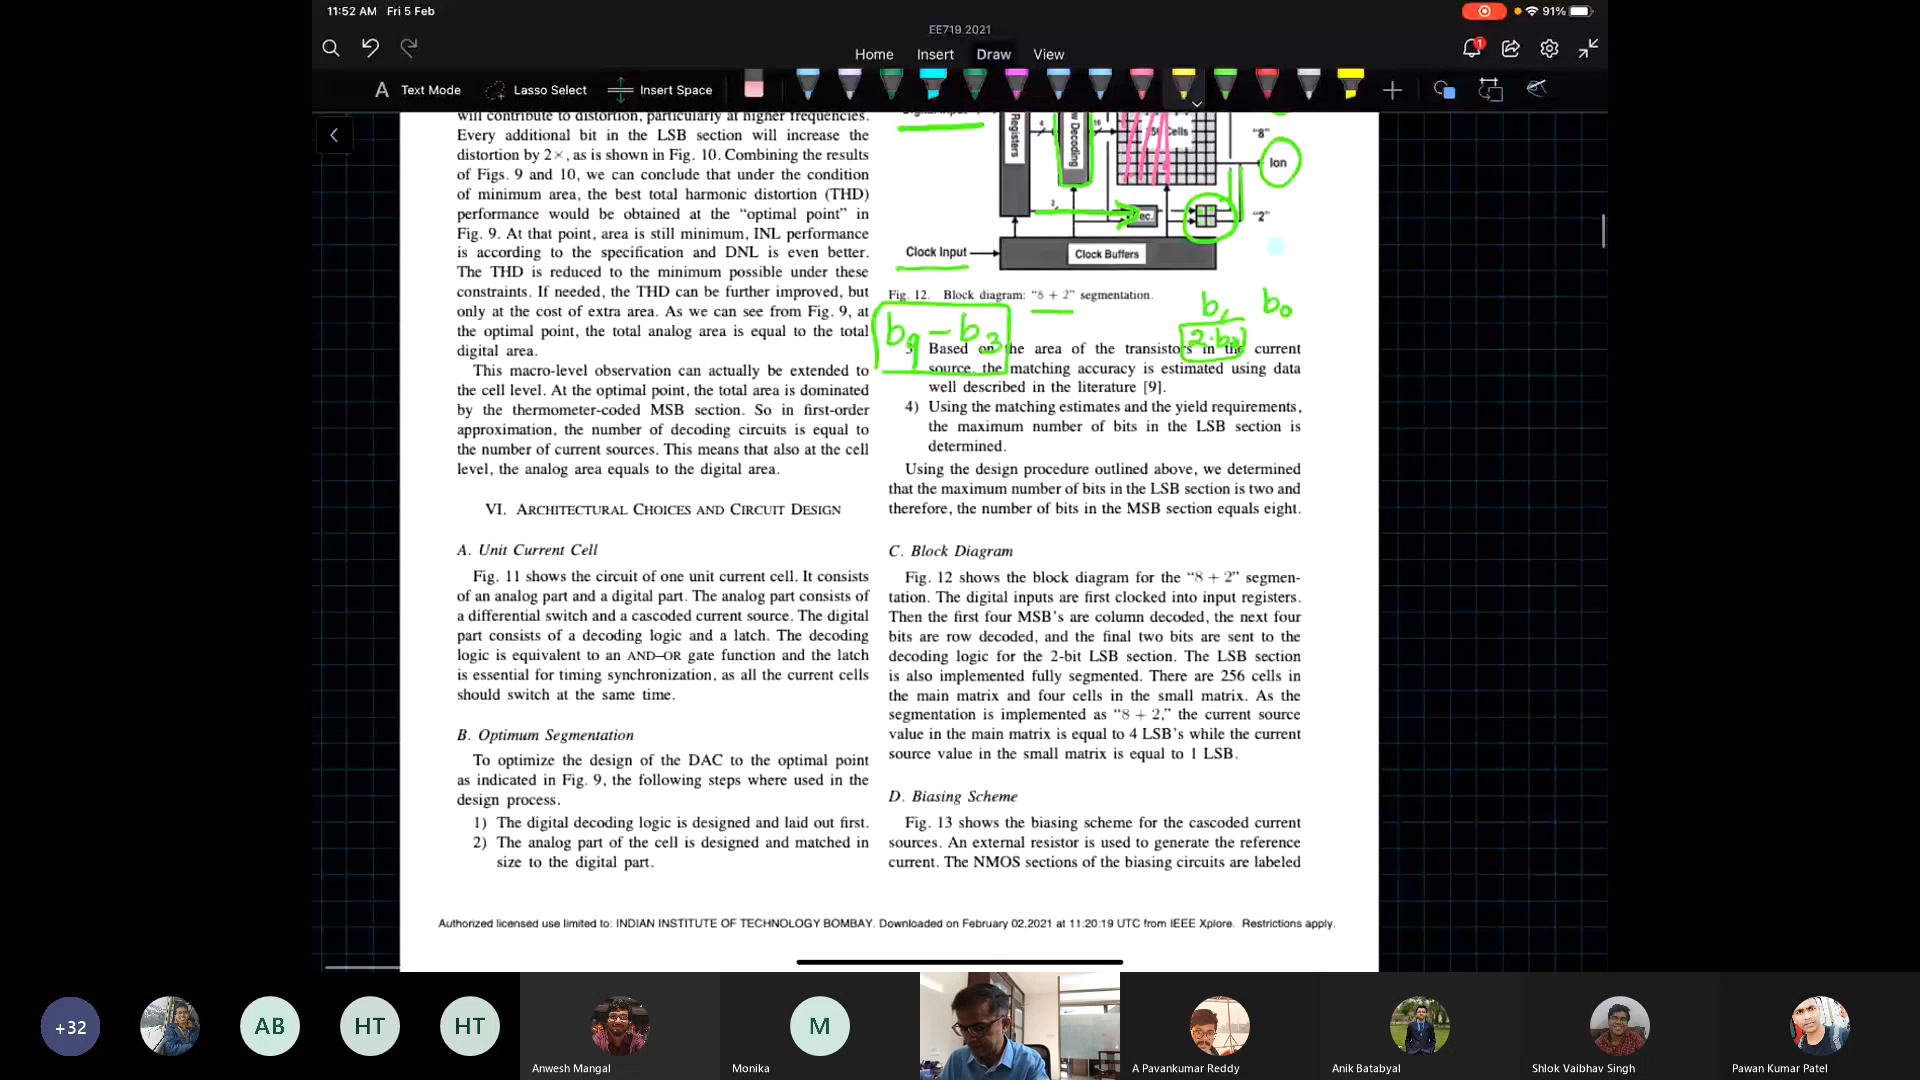 11:52 AM Fri 5 Feb
91%
EE719 2021
Home Insert Draw View
1
A Text Mode Lasso Select Insert Space
will contribute to distortion, particularly at higher frequencies.
Every additional bit in the LSB section will increase the
distortion by 2×, as is shown in Fig. 10. Combining the results
of Figs. 9 and 10, we can conclude that under the condition
of minimum area, the best total harmonic distortion (THD)
performance would be obtained at the “optimal point” in
Fig. 9. At that point, area is still minimum, INL performance
is according to the specification and DNL is even better.
The THD is reduced to the minimum possible under these
constraints. If needed, the THD can be further improved, but
only at the cost of extra area. As we can see from Fig. 9, at
the optimal point, the total analog area is equal to the total
digital area.
This macro-level observation can actually be extended to
the cell level. At the optimal point, the total area is dominated
by the thermometer-coded MSB section. So in first-order
approximation, the number of decoding circuits is equal to
the number of current sources. This means that also at the cell
level, the analog area equals to the digital area.
VI. ARCHITECTURAL CHOICES AND CIRCUIT DESIGN
A. Unit Current Cell
Fig. 11 shows the circuit of one unit current cell. It consists
of an analog part and a digital part. The analog part consists of
a differential switch and a cascoded current source. The digital
part consists of a decoding logic and a latch. The decoding
logic is equivalent to an AND–OR gate function and the latch
is essential for timing synchronization, as all the current cells
should switch at the same time.
B. Optimum Segmentation
To optimize the design of the DAC to the optimal point
as indicated in Fig. 9, the following steps where used in the
design process.
1) The digital decoding logic is designed and laid out first.
2) The analog part of the cell is designed and matched in
size to the digital part.
Registers
4
Decoding
16
Cells
"8"
Ion
2
ec.
"2"
Clock Input
Clock Buffers
Fig. 12. Block diagram: “8 + 2” segmentation.
b9 – b3
b1 b0
2·b0
3) Based on the area of the transistors in the current
source, the matching accuracy is estimated using data
well described in the literature [9].
4) Using the matching estimates and the yield requirements,
the maximum number of bits in the LSB section is
determined.
Using the design procedure outlined above, we determined
that the maximum number of bits in the LSB section is two and
therefore, the number of bits in the MSB section equals eight.
C. Block Diagram
Fig. 12 shows the block diagram for the “8 + 2” segmen-
tation. The digital inputs are first clocked into input registers.
Then the first four MSB’s are column decoded, the next four
bits are row decoded, and the final two bits are sent to the
decoding logic for the 2-bit LSB section. The LSB section
is also implemented fully segmented. There are 256 cells in
the main matrix and four cells in the small matrix. As the
segmentation is implemented as “8 + 2,” the current source
value in the main matrix is equal to 4 LSB’s while the current
source value in the small matrix is equal to 1 LSB.
D. Biasing Scheme
Fig. 13 shows the biasing scheme for the cascoded current
sources. An external resistor is used to generate the reference
current. The NMOS sections of the biasing circuits are labeled
Authorized licensed use limited to: INDIAN INSTITUTE OF TECHNOLOGY BOMBAY. Downloaded on February 02,2021 at 11:20:19 UTC from IEEE Xplore. Restrictions apply.
+32 AB HT HT M
Anwesh Mangal Monika A Pavankumar Reddy Anik Batabyal Shlok Vaibhav Singh Pawan Kumar Patel